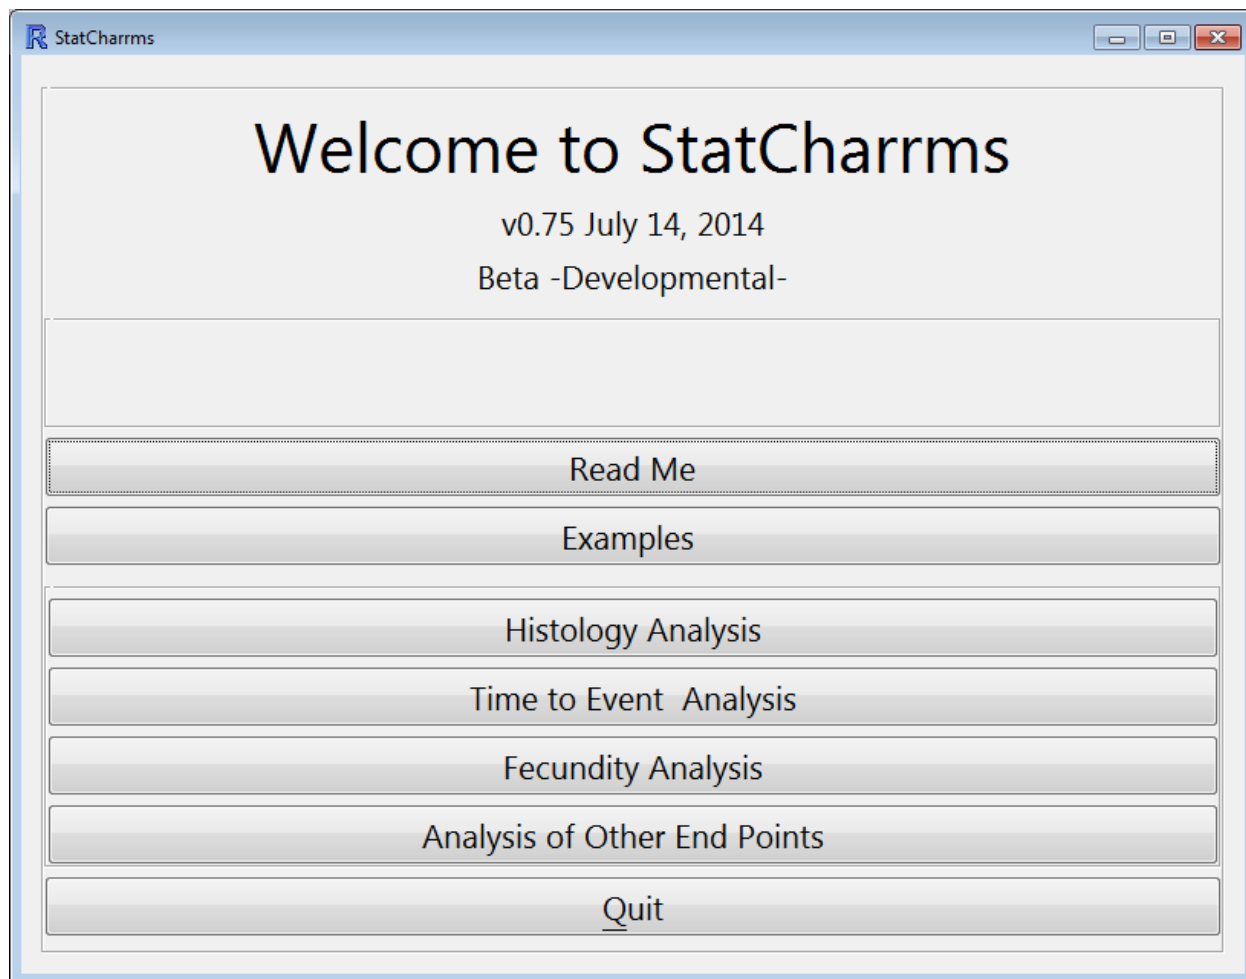 StatCharrms
Welcome to StatCharrms
v0.75 July 14, 2014
Beta -Developmental-
Read Me
Examples
Histology Analysis
Time to Event  Analysis
Fecundity Analysis
Analysis of Other End Points
Quit